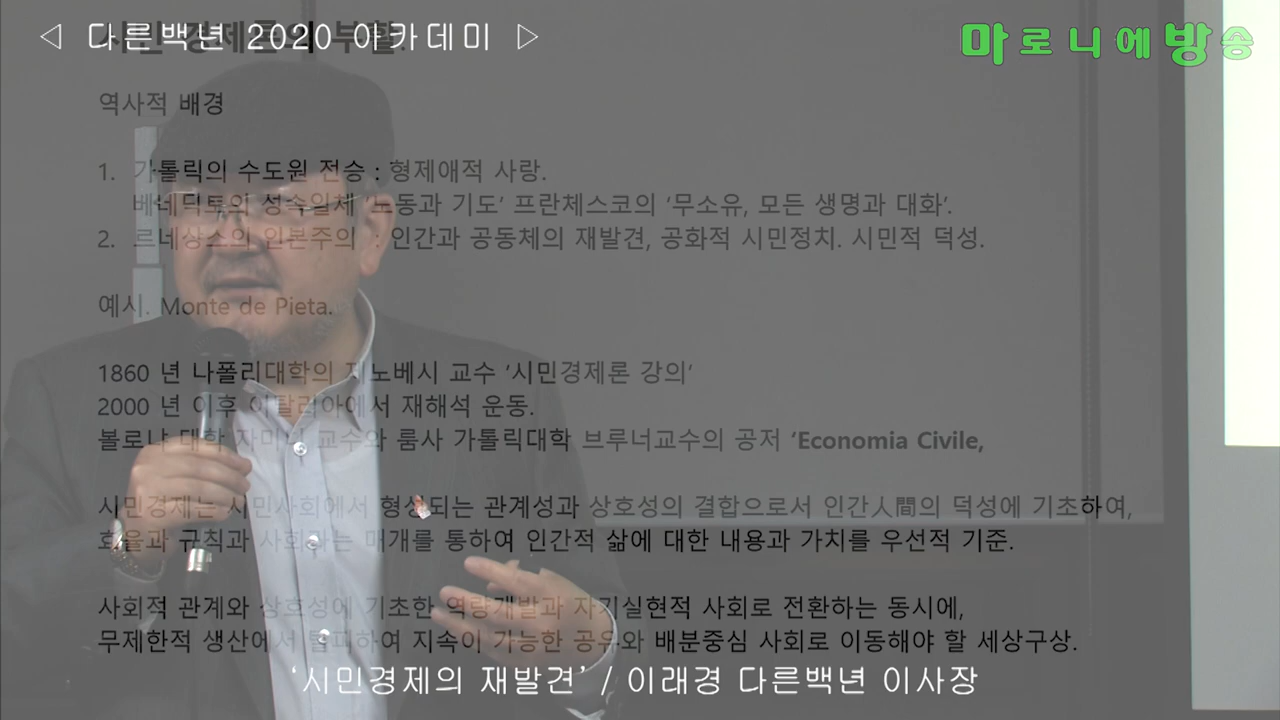 ◁ 다른백년 2020 아카데미 ▷
마로니에방송
시민 경제론의 부활.
역사적 배경
1. 가톨릭의 수도원 전승 : 형제애적 사랑.
베네딕토의 성속일체 '노동과 기도' 프란체스코의 '무소유, 모든 생명과 대화'.
2. 르네상스의 인본주의 : 인간과 공동체의 재발견, 공화적 시민정치. 시민적 덕성.
예시. Monte de Pieta.
1860 년 나폴리대학의 제노베시 교수 '시민경제론 강의'
2000 년 이후 이탈리아에서 재해석 운동.
볼로냐 대학 자마니 교수와 룸사 가톨릭대학 브루너교수의 공저 'Economia Civile,
시민경제는 시민사회에서 형성되는 관계성과 상호성의 결합으로서 인간人間의 덕성에 기초하여,
규칙과 매개를 통하여 인간적 삶에 대한 내용과 가치를 우선적 기준.
사회적 관계와 상호성에 기초한 역량개발과 자기실현적 사회로 전환하는 동시에,
무제한적 생산에서 탈피하여 지속이 가능한 공유와 배분중심 사회로 이동해야 할 세상구상.
'시민경제의 재발견' / 이래경 다른백년 이사장